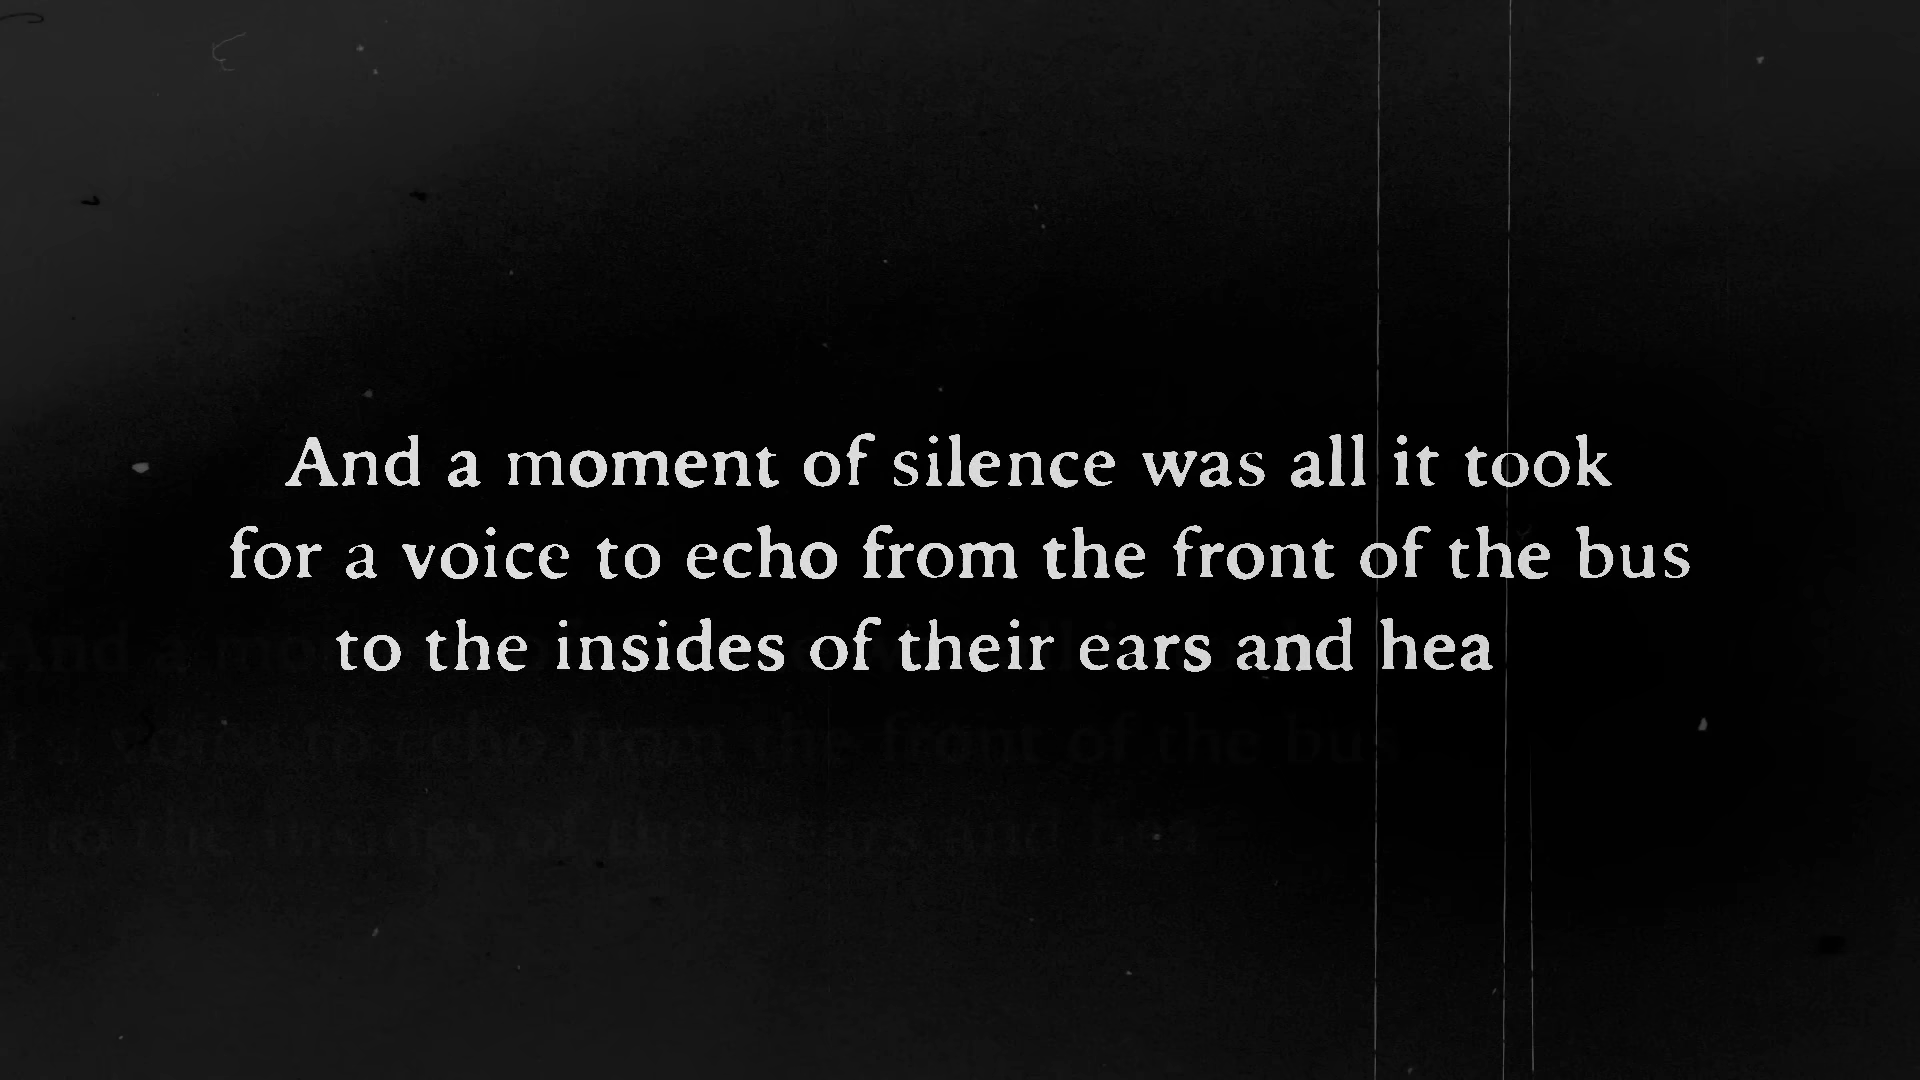 And a moment of silence was all it took
for a voice to echo from the front of the bus
to the insides of their ears and hea